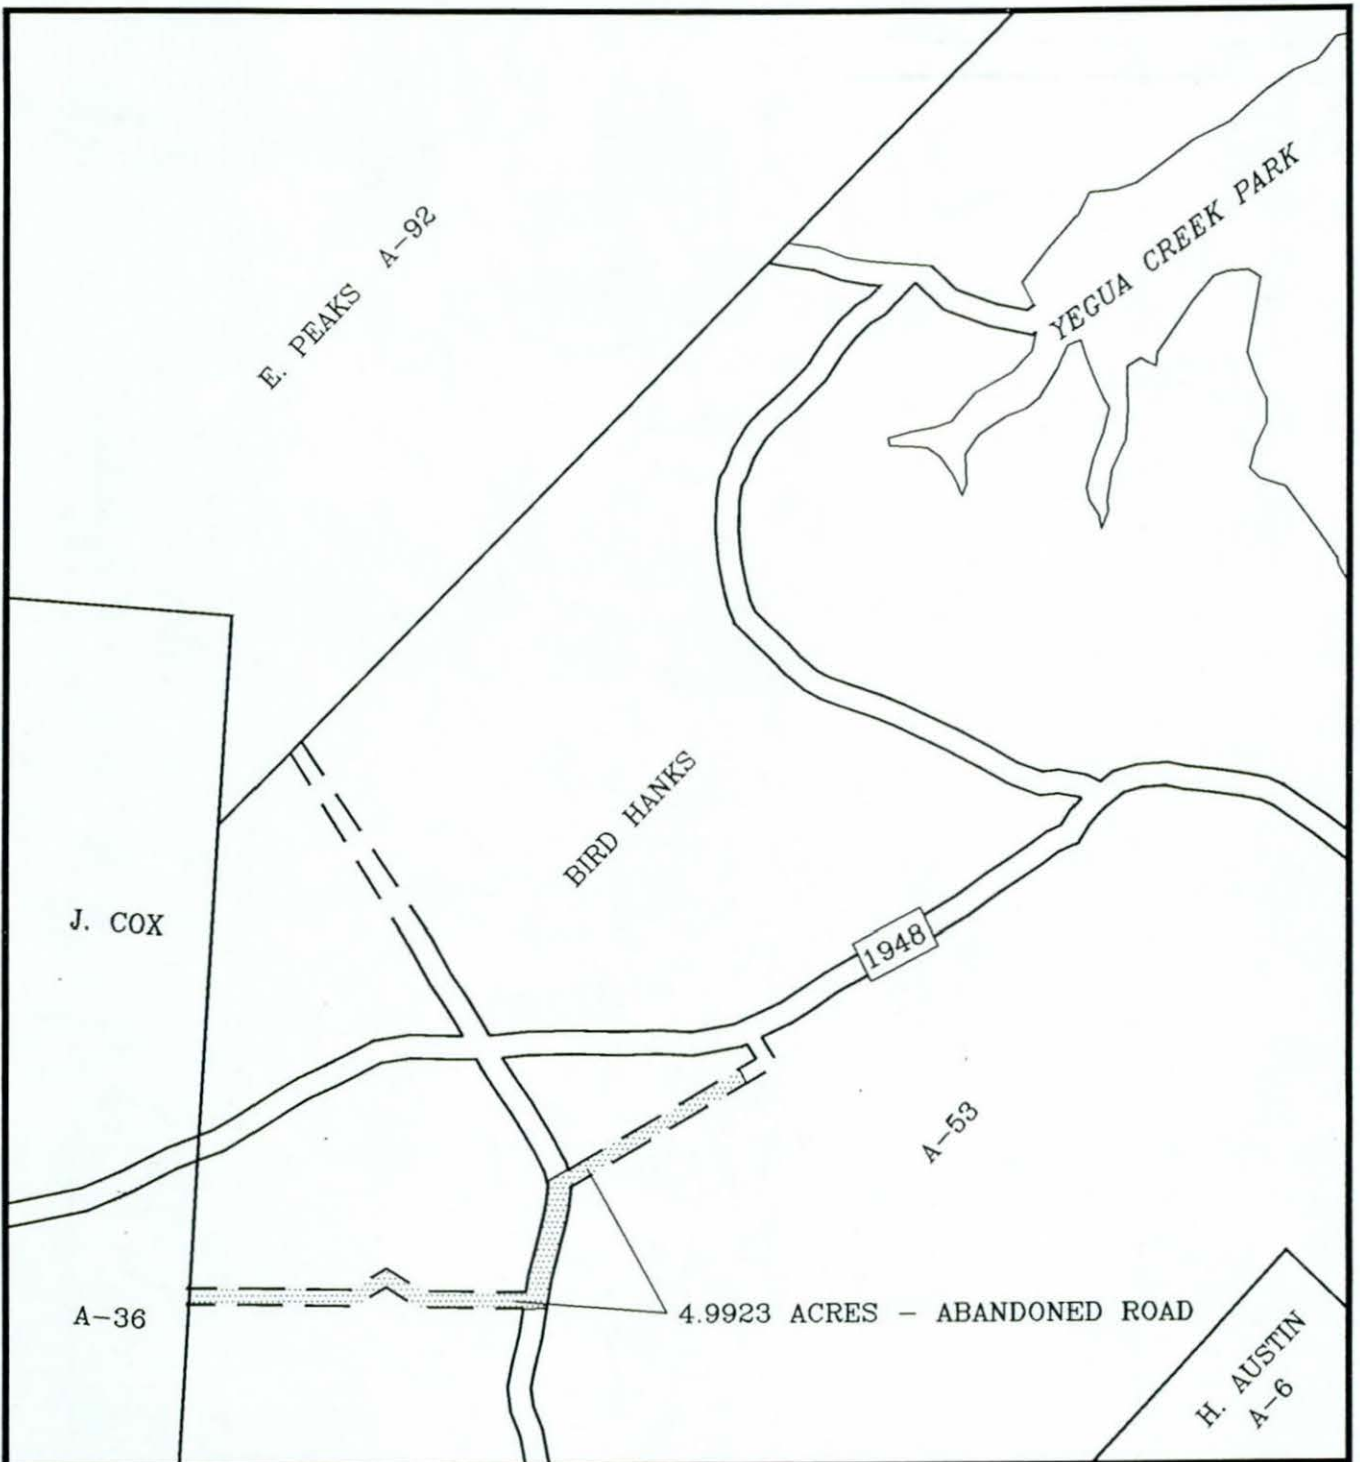 E. PEAKS A-92
YEGUA CREEK PARK
BIRD HANKS
J. COX
1948
A-53
A-36
4.9923 ACRES - ABANDONED ROAD
H. AUSTIN
A-6